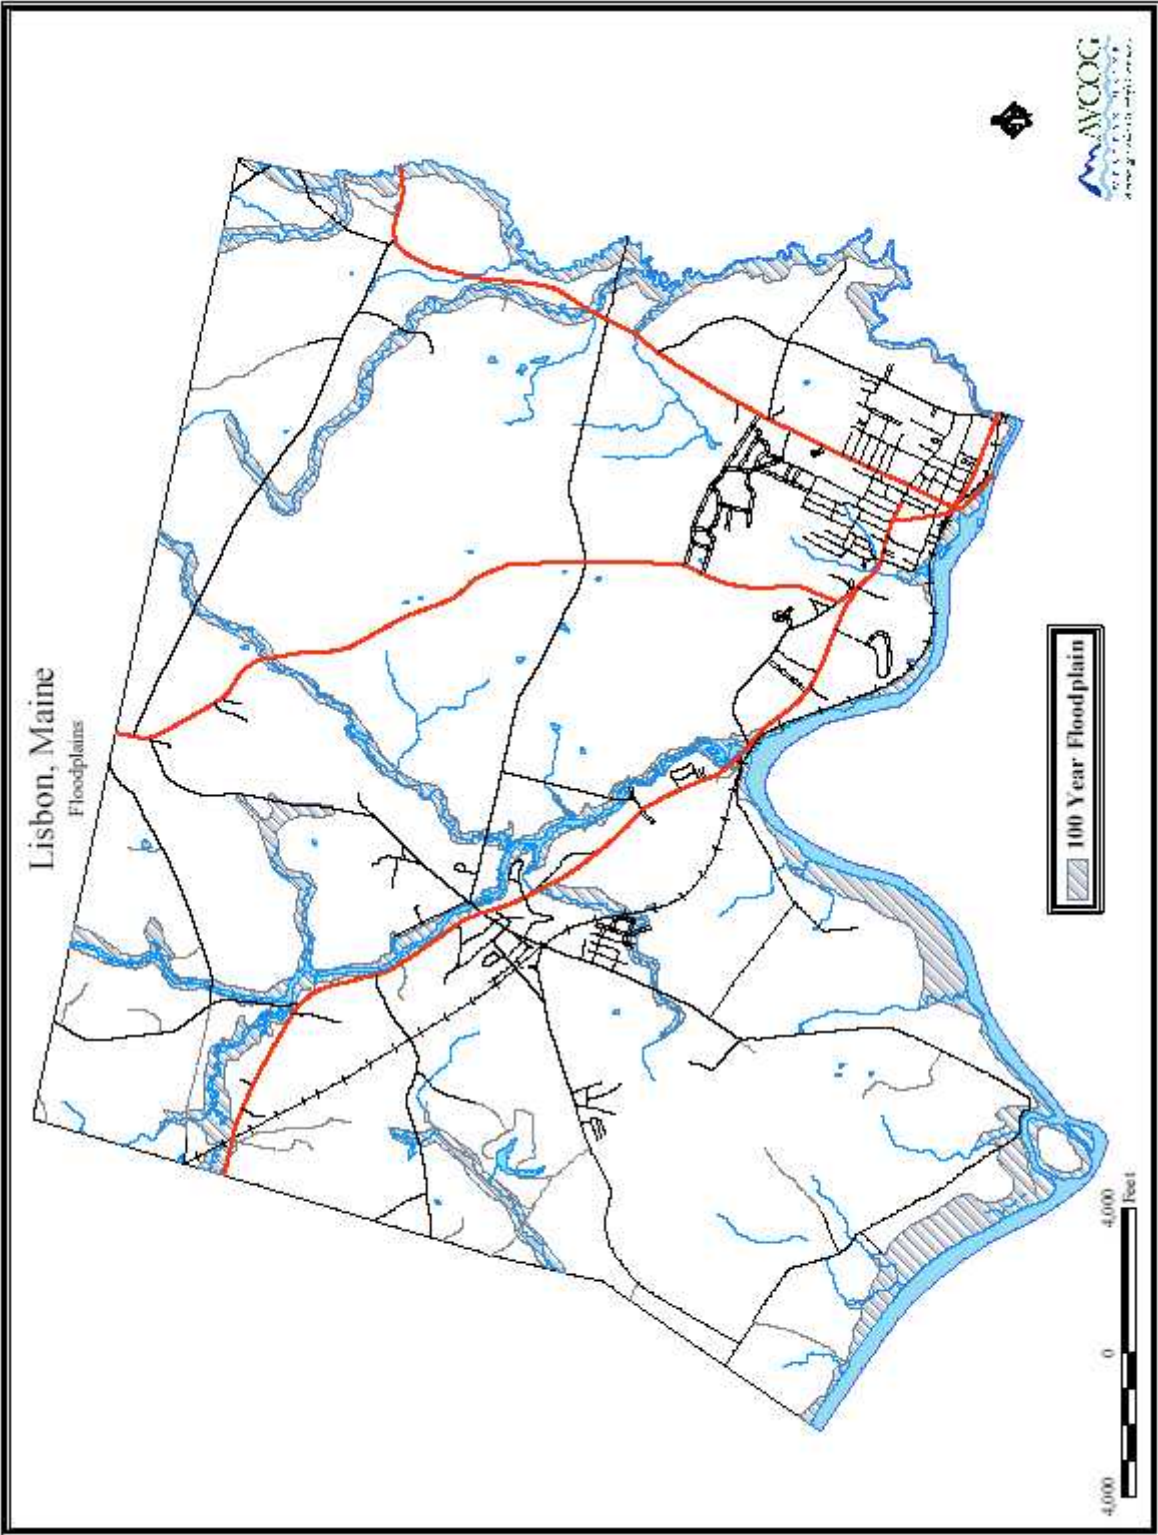 Lisbon, Maine
Floodplains
100 Year Floodplain
4,000
0
4,000
Feet
AVCOG